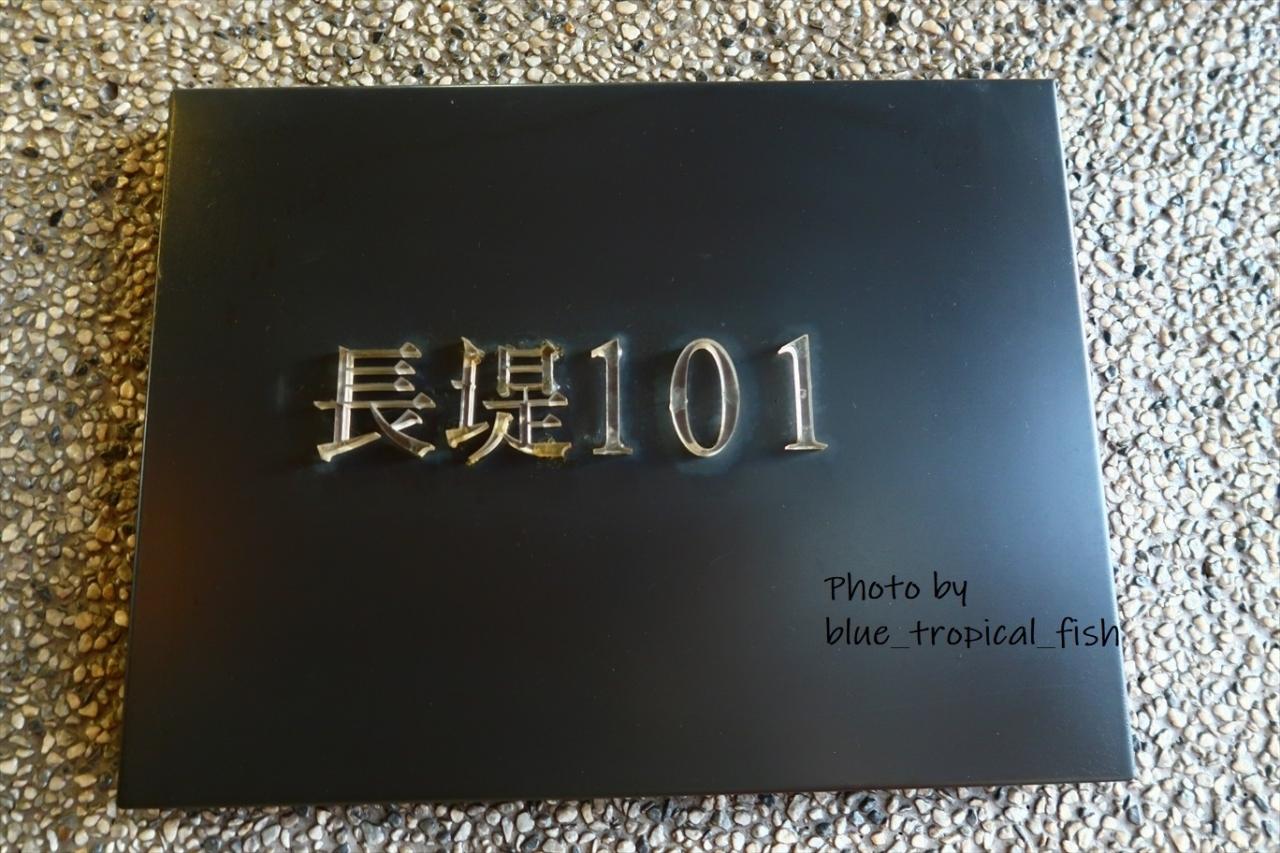 長堤101
Photo by
blue_tropical_fish